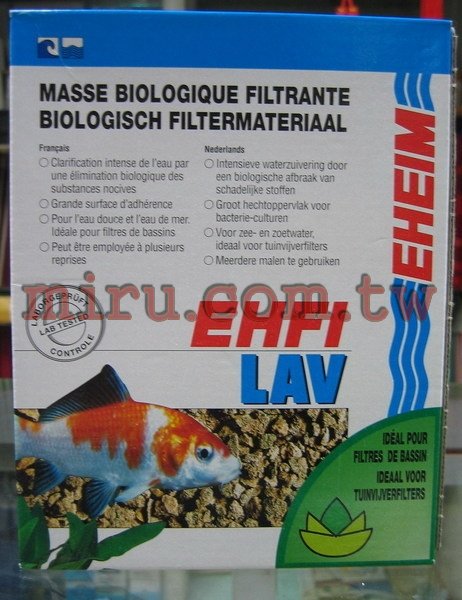 MASSE BIOLOGIQUE FILTRANTE
BIOLOGISCH FILTERMATERIAAL
Français
Clarification intense de l'eau par
une élimination biologique des
substances nocives
Grande surface d'adhérence
Pour l'eau douce et l'eau de mer.
Idéale pour filtres de bassins
Peut être employée à plusieurs
reprises
Nederlands
Intensieve waterzuivering door
een biologische afbraak van
schadelijke stoffen
Groot hechtoppervlak voor
bacterie-culturen
Voor zee- en zoetwater,
ideaal voor tuinvijverfilters
Meerdere malen te gebruiken
EHEIM
miru.com.tw
LABORGEPRÜFT
LAB TESTED
CONTROLE
EHFI
LAV
IDÉAL POUR
FILTRES DE BASSIN
IDEAAL VOOR
TUINVIJVERFILTERS